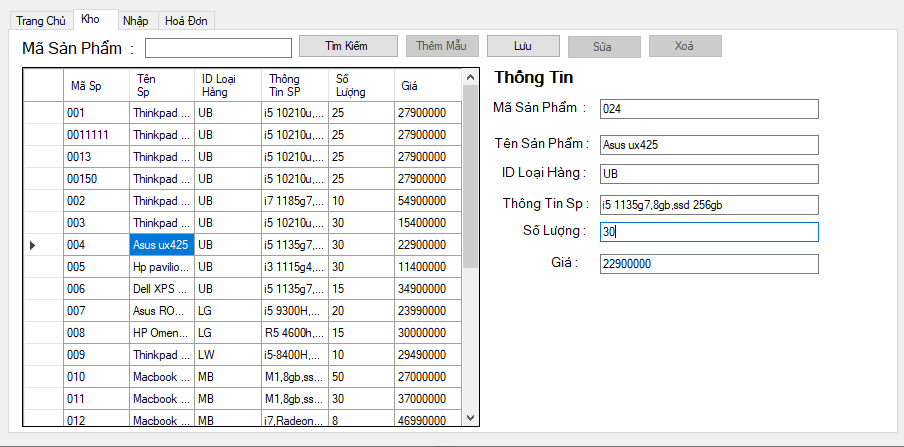 Trang Chủ Kho Nhập Hoá Đơn
Mã Sản Phẩm : Tìm Kiếm Thêm Mẫu Lưu Sửa Xoá
Mã Sp Tên Sp ID Loại Hàng Thông Tin SP Số Lượng Giá
001 Thinkpad ... UB i5 10210u,... 25 27900000
0011111 Thinkpad ... UB i5 10210u,... 25 27900000
0013 Thinkpad ... UB i5 10210u,... 25 27900000
00150 Thinkpad ... UB i5 10210u,... 25 27900000
002 Thinkpad ... UB i7 1185g7,... 10 54900000
003 Thinkpad ... UB i5 10210u,... 30 15400000
004 Asus ux425 UB i5 1135g7,... 30 22900000
005 Hp pavilio... UB i3 1115g4,... 30 11400000
006 Dell XPS ... UB i5 1135g7,... 15 34900000
007 Asus RO... LG i5 9300H,... 20 23990000
008 HP Omen... LG R5 4600h,... 15 30000000
009 Thinkpad ... LW i5-8400H,... 10 29490000
010 Macbook ... MB M1,8gb,ss... 50 27000000
011 Macbook ... MB M1,8gb,ss... 30 37000000
012 Macbook ... MB i7,Radeon... 8 46990000
Thông Tin
Mã Sản Phẩm : 024
Tên Sản Phẩm : Asus ux425
ID Loại Hàng : UB
Thông Tin Sp : i5 1135g7,8gb,ssd 256gb
Số Lượng : 30
Giá : 22900000